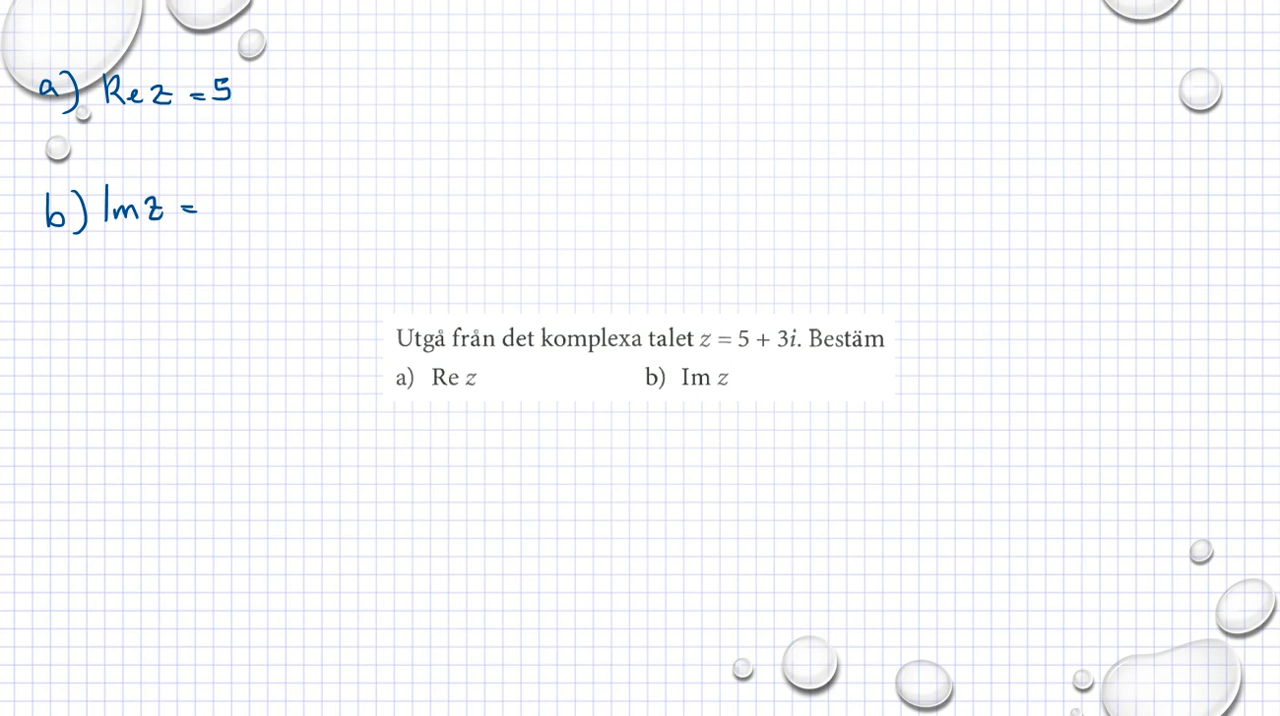 a) Re z = 5
b) Im z =
Utgå från det komplexa talet z = 5 + 3i. Bestäm
a) Re z b) Im z